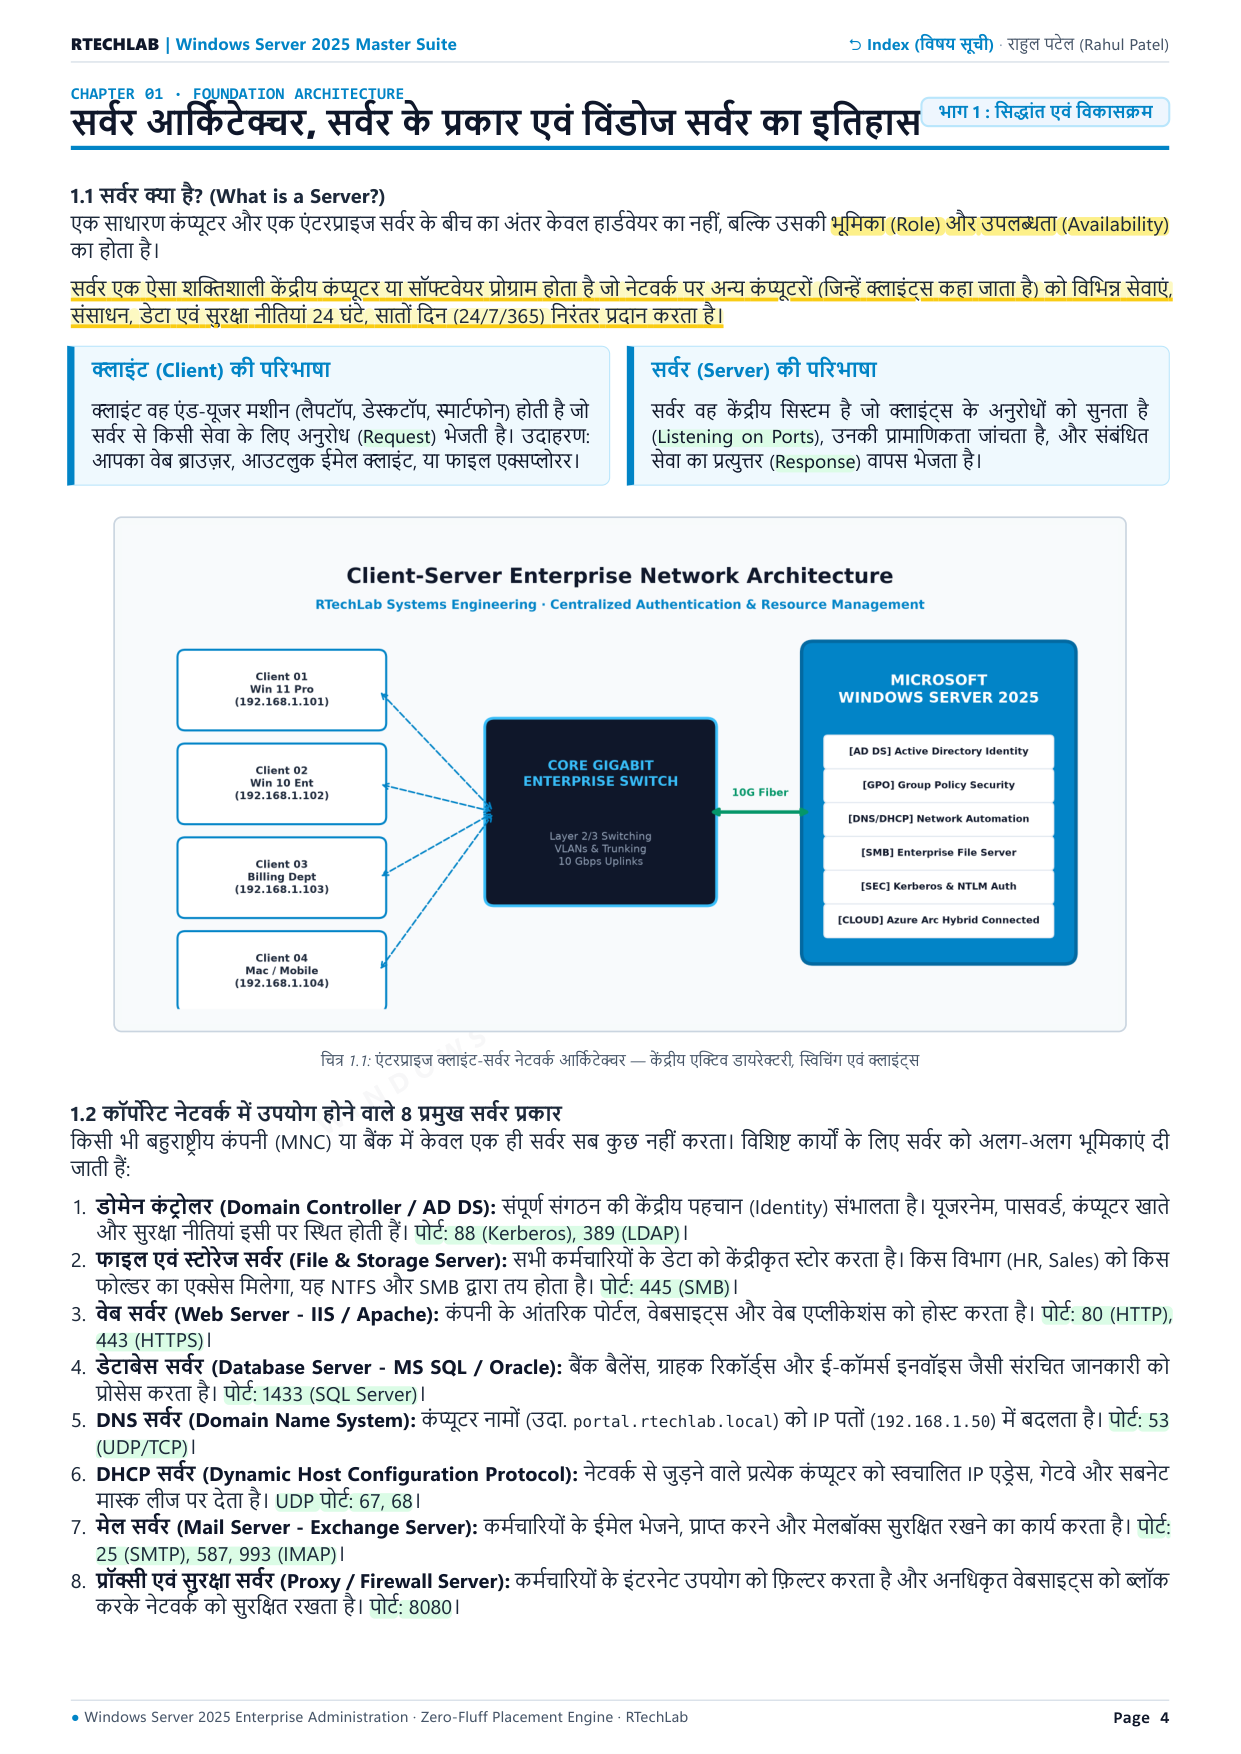 RTECHLAB | Windows Server 2025 Master Suite
⮌ Index (विषय सूची) · राहुल पटेल (Rahul Patel)
CHAPTER 01 · FOUNDATION ARCHITECTURE
सर्वर आर्किटेक्चर, सर्वर के प्रकार एवं विंडोज सर्वर का इतिहास
भाग 1 : सिद्धांत एवं विकासक्रम
1.1 सर्वर क्या है? (What is a Server?)
एक साधारण कंप्यूटर और एक एंटरप्राइज सर्वर के बीच का अंतर केवल हार्डवेयर का नहीं, बल्कि उसकी भूमिका (Role) और उपलब्धता (Availability)
का होता है।
सर्वर एक ऐसा शक्तिशाली केंद्रीय कंप्यूटर या सॉफ्टवेयर प्रोग्राम होता है जो नेटवर्क पर अन्य कंप्यूटरों (जिन्हें क्लाइंट्स कहा जाता है) को विभिन्न सेवाएं,
संसाधन, डेटा एवं सुरक्षा नीतियां 24 घंटे, सातों दिन (24/7/365) निरंतर प्रदान करता है।
क्लाइंट (Client) की परिभाषा
क्लाइंट वह एंड-यूजर मशीन (लैपटॉप, डेस्कटॉप, स्मार्टफोन) होती है जो
सर्वर से किसी सेवा के लिए अनुरोध (Request) भेजती है। उदाहरण:
आपका वेब ब्राउज़र, आउटलुक ईमेल क्लाइंट, या फाइल एक्सप्लोरर।
सर्वर (Server) की परिभाषा
सर्वर वह केंद्रीय सिस्टम है जो क्लाइंट्स के अनुरोधों को सुनता है
(Listening on Ports), उनकी प्रामाणिकता जांचता है, और संबंधित
सेवा का प्रत्युत्तर (Response) वापस भेजता है।
Client-Server Enterprise Network Architecture
RTechLab Systems Engineering · Centralized Authentication & Resource Management
Client 01
Win 11 Pro
(192.168.1.101)
Client 02
Win 10 Ent
(192.168.1.102)
Client 03
Billing Dept
(192.168.1.103)
Client 04
Mac / Mobile
(192.168.1.104)
CORE GIGABIT
ENTERPRISE SWITCH
Layer 2/3 Switching
VLANs & Trunking
10 Gbps Uplinks
10G Fiber
MICROSOFT
WINDOWS SERVER 2025
[AD DS] Active Directory Identity
[GPO] Group Policy Security
[DNS/DHCP] Network Automation
[SMB] Enterprise File Server
[SEC] Kerberos & NTLM Auth
[CLOUD] Azure Arc Hybrid Connected
चित्र 1.1: एंटरप्राइज क्लाइंट-सर्वर नेटवर्क आर्किटेक्चर — केंद्रीय एक्टिव डायरेक्टरी, स्विचिंग एवं क्लाइंट्स
WINDOWS
1.2 कॉर्पोरेट नेटवर्क में उपयोग होने वाले 8 प्रमुख सर्वर प्रकार
किसी भी बहुराष्ट्रीय कंपनी (MNC) या बैंक में केवल एक ही सर्वर सब कुछ नहीं करता। विशिष्ट कार्यों के लिए सर्वर को अलग-अलग भूमिकाएं दी
जाती हैं:
1. डोमेन कंट्रोलर (Domain Controller / AD DS): संपूर्ण संगठन की केंद्रीय पहचान (Identity) संभालता है। यूजरनेम, पासवर्ड, कंप्यूटर खाते
और सुरक्षा नीतियां इसी पर स्थित होती हैं। पोर्ट: 88 (Kerberos), 389 (LDAP)।
2. फाइल एवं स्टोरेज सर्वर (File & Storage Server): सभी कर्मचारियों के डेटा को केंद्रीकृत स्टोर करता है। किस विभाग (HR, Sales) को किस
फोल्डर का एक्सेस मिलेगा, यह NTFS और SMB द्वारा तय होता है। पोर्ट: 445 (SMB)।
3. वेब सर्वर (Web Server - IIS / Apache): कंपनी के आंतरिक पोर्टल, वेबसाइट्स और वेब एप्लीकेशंस को होस्ट करता है। पोर्ट: 80 (HTTP),
443 (HTTPS)।
4. डेटाबेस सर्वर (Database Server - MS SQL / Oracle): बैंक बैलेंस, ग्राहक रिकॉर्ड्स और ई-कॉमर्स इनवॉइस जैसी संरचित जानकारी को
प्रोसेस करता है। पोर्ट: 1433 (SQL Server)।
5. DNS सर्वर (Domain Name System): कंप्यूटर नामों (उदा. portal.rtechlab.local) को IP पतों (192.168.1.50) में बदलता है। पोर्ट: 53
(UDP/TCP)।
6. DHCP सर्वर (Dynamic Host Configuration Protocol): नेटवर्क से जुड़ने वाले प्रत्येक कंप्यूटर को स्वचालित IP एड्रेस, गेटवे और सबनेट
मास्क लीज पर देता है। UDP पोर्ट: 67, 68।
7. मेल सर्वर (Mail Server - Exchange Server): कर्मचारियों के ईमेल भेजने, प्राप्त करने और मेलबॉक्स सुरक्षित रखने का कार्य करता है। पोर्ट:
25 (SMTP), 587, 993 (IMAP)।
8. प्रॉक्सी एवं सुरक्षा सर्वर (Proxy / Firewall Server): कर्मचारियों के इंटरनेट उपयोग को फ़िल्टर करता है और अनधिकृत वेबसाइट्स को ब्लॉक
करके नेटवर्क को सुरक्षित रखता है। पोर्ट: 8080।
● Windows Server 2025 Enterprise Administration · Zero-Fluff Placement Engine · RTechLab
Page 4